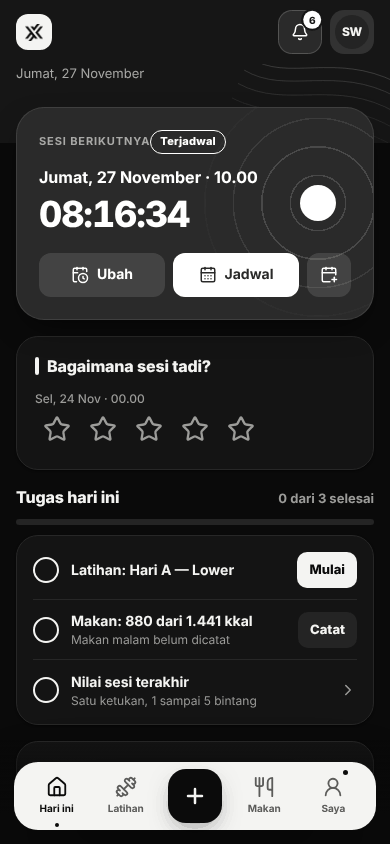 6
SW
Jumat, 27 November
SESI BERIKUTNYA Terjadwal
Jumat, 27 November · 10.00
08:16:34
Ubah
Jadwal
Bagaimana sesi tadi?
Sel, 24 Nov · 00.00
Tugas hari ini
0 dari 3 selesai
Latihan: Hari A — Lower
Mulai
Makan: 880 dari 1.441 kkal
Makan malam belum dicatat
Catat
Nilai sesi terakhir
Satu ketukan, 1 sampai 5 bintang
Hari ini
Latihan
Makan
Saya